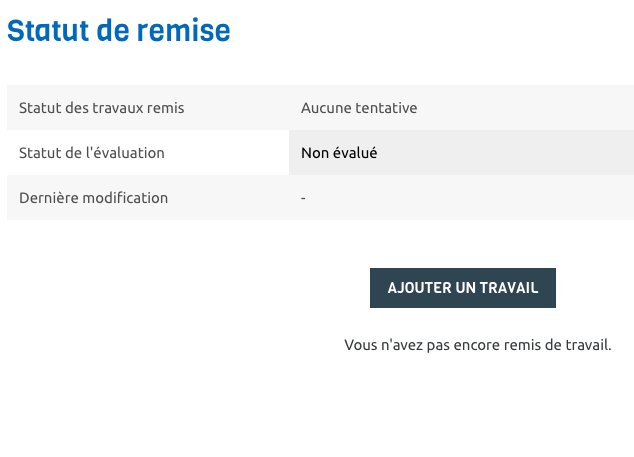 Statut de remise
Statut des travaux remis Aucune tentative
Statut de l'évaluation Non évalué
Dernière modification -
AJOUTER UN TRAVAIL
Vous n'avez pas encore remis de travail.